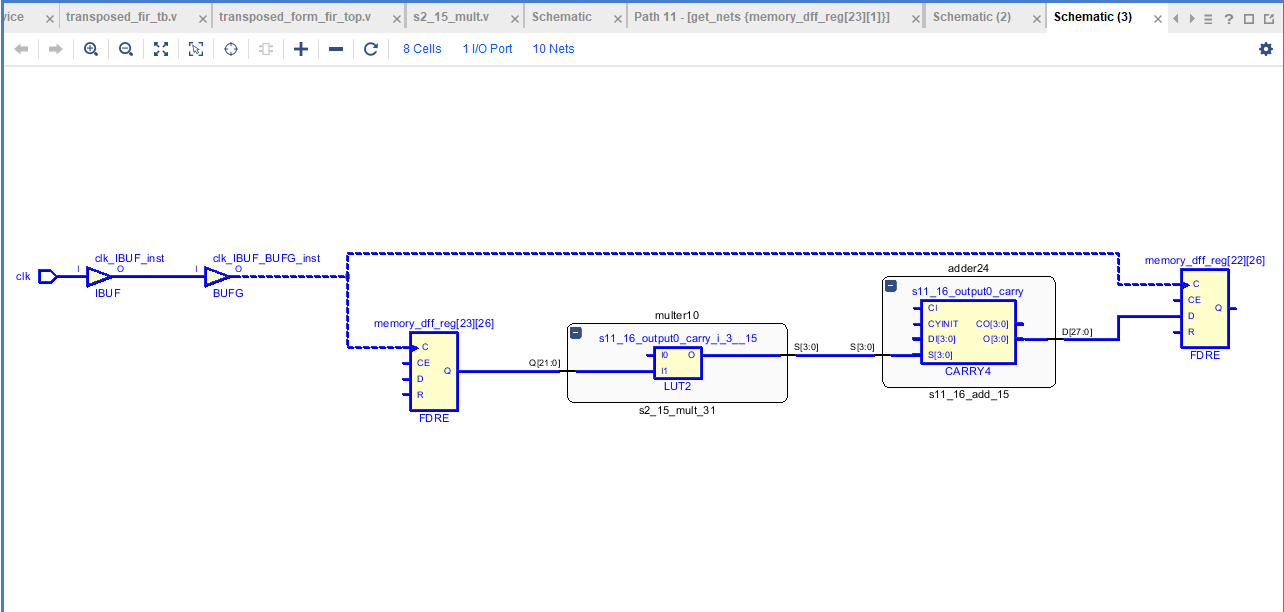 vice
transposed_fir_tb.v
transposed_form_fir_top.v
s2_15_mult.v
Schematic
Path 11 - [get_nets {memory_dff_reg[23][1]}]
Schematic (2)
Schematic (3)
8 Cells
1 I/O Port
10 Nets
clk
clk_IBUF_inst
I
O
IBUF
clk_IBUF_BUFG_inst
I
O
BUFG
memory_dff_reg[23][26]
C
CE
D
R
Q
FDRE
Q[21:0]
multer10
s11_16_output0_carry_i_3__15
I0
I1
O
LUT2
s2_15_mult_31
S[3:0]
S[3:0]
adder24
s11_16_output0_carry
CI
CYINIT
DI[3:0]
S[3:0]
CO[3:0]
O[3:0]
CARRY4
s11_16_add_15
D[27:0]
memory_dff_reg[22][26]
C
CE
D
R
Q
FDRE